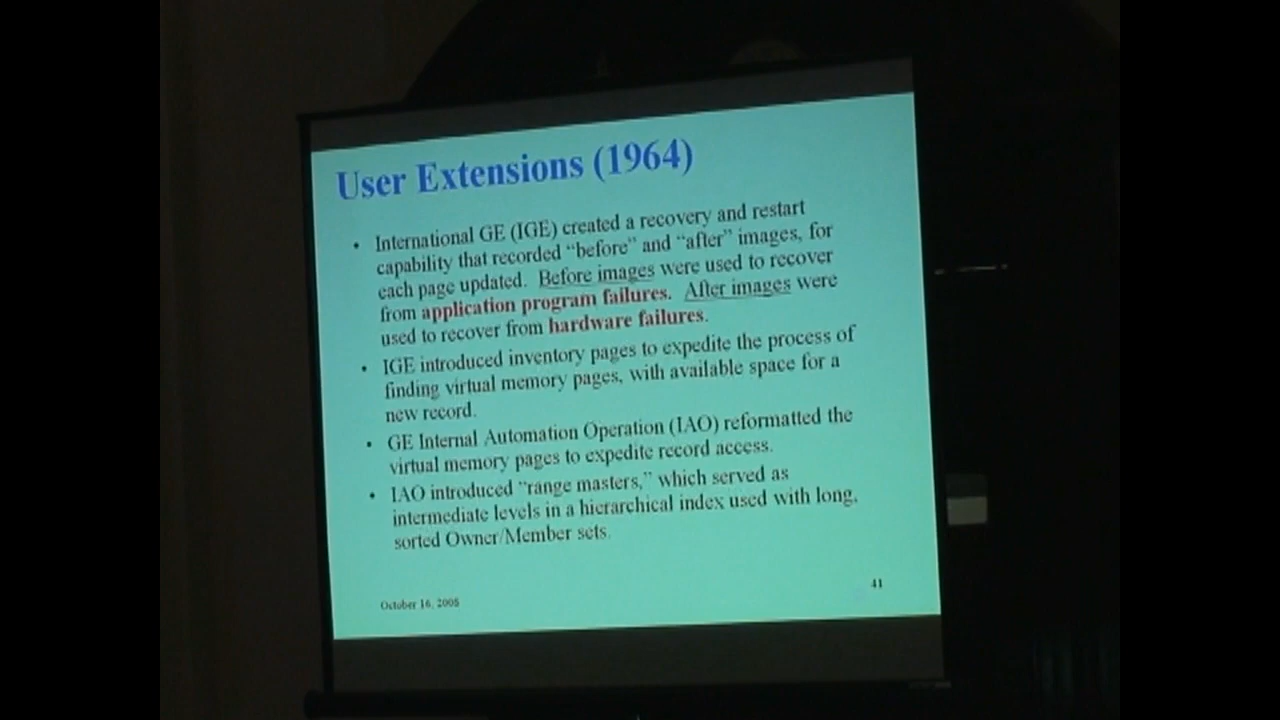 User Extensions (1964)
• International GE (IGE) created a recovery and restart
capability that recorded “before” and “after” images, for
each page updated. Before images were used to recover
from application program failures. After images were
used to recover from hardware failures.
• IGE introduced inventory pages to expedite the process of
finding virtual memory pages, with available space for a
new record.
• GE Internal Automation Operation (IAO) reformatted the
virtual memory pages to expedite record access.
• IAO introduced “range masters,” which served as
intermediate levels in a hierarchical index used with long,
sorted Owner/Member sets.
October 16, 2008
41